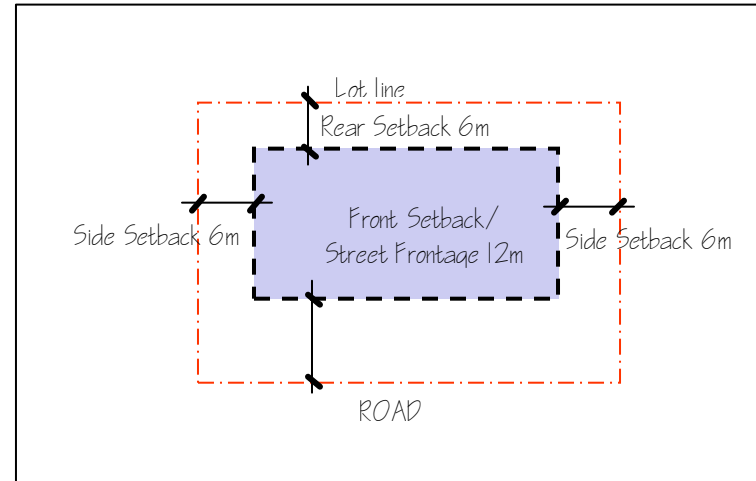 Lot line
Rear Setback 6m
Side Setback 6m
Front Setback/
Street Frontage 12m
Side Setback 6m
ROAD